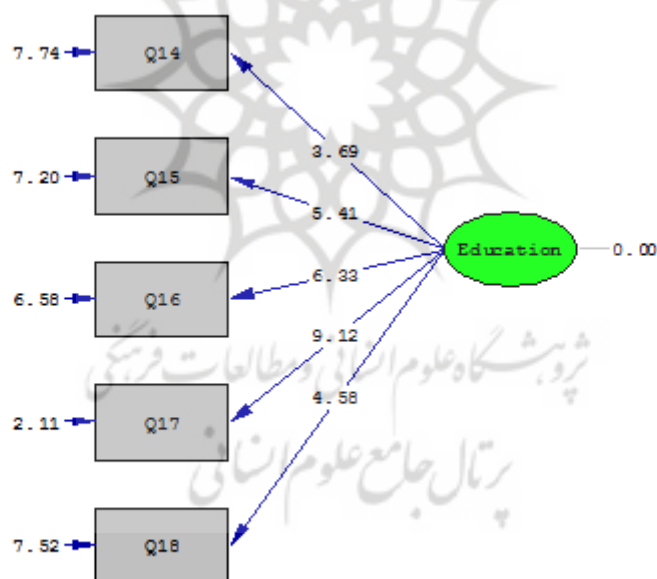 7.74 Q14
3.69
7.20 Q15
5.41
Education 0.00
6.58 Q16
6.33
9.12
پژوهشگاه علوم انسانی و مطالعات فرهنگی
4.58
2.11 Q17
پرتال جامع علوم انسانی
7.52 Q18